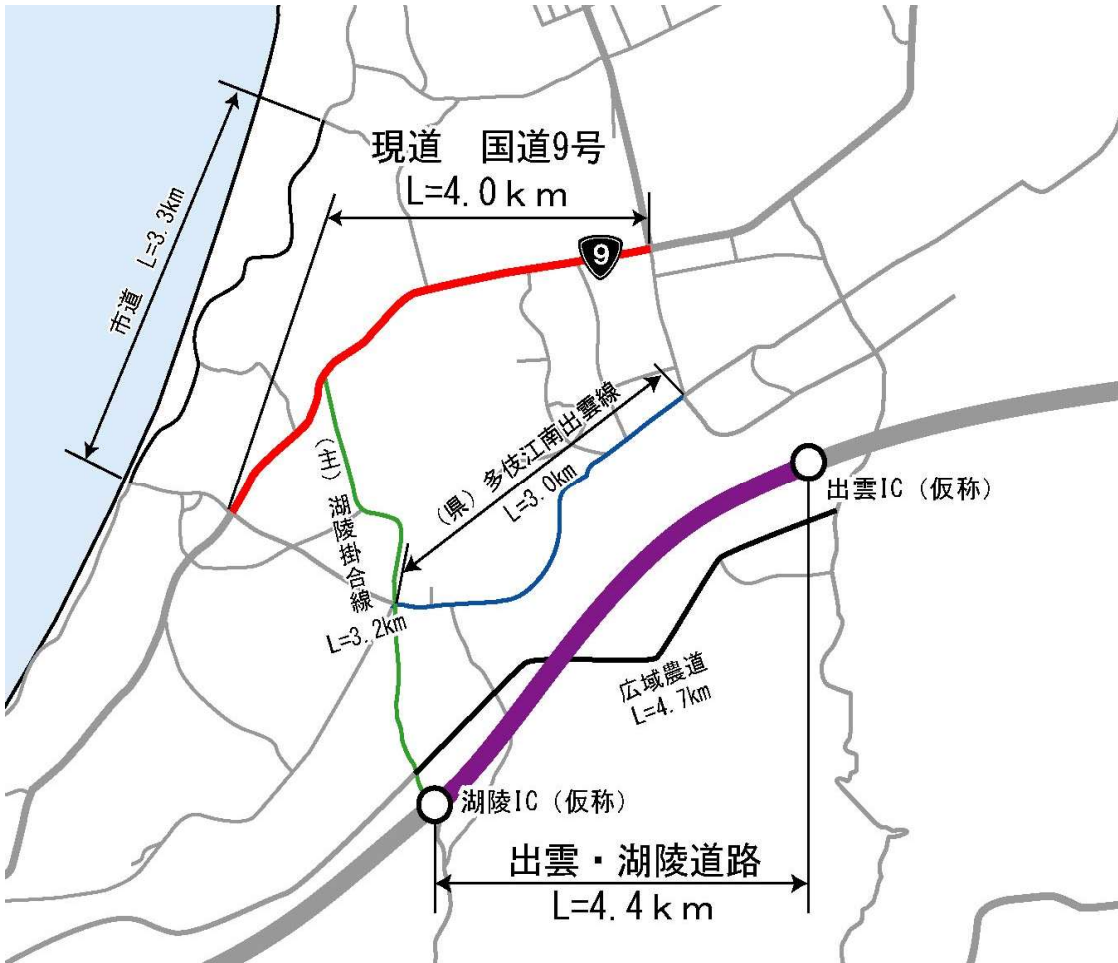 現道　国道9号
L=4.0km
9
市道　L=3.3km
(県) 多伎江南出雲線
L=3.0km
(主) 湖陵掛合線
L=3.2km
出雲IC (仮称)
広域農道
L=4.7km
湖陵IC (仮称)
出雲・湖陵道路
L=4.4km